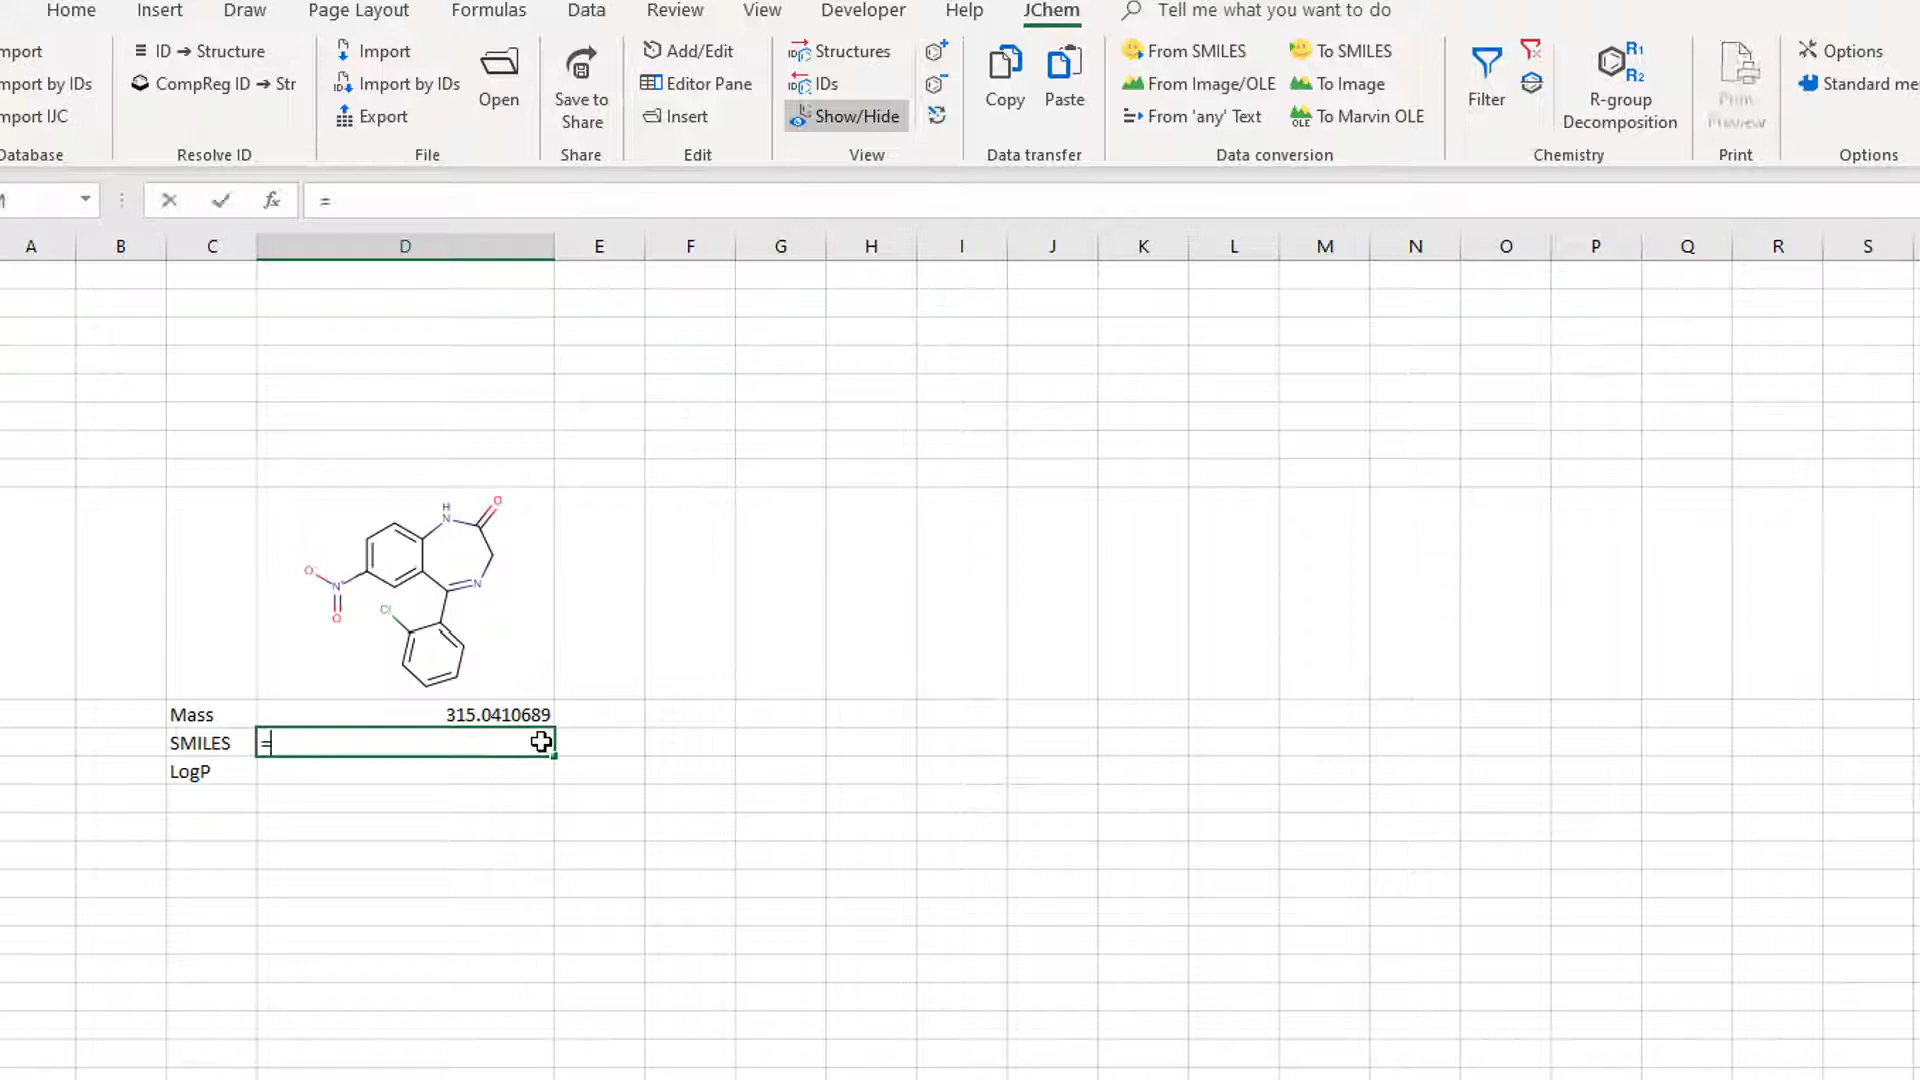 Home Insert Draw Page Layout Formulas Data Review View Developer Help JChem Tell me what you want to do
mport ID → Structure Import Add/Edit Structures From SMILES To SMILES Options
mport by IDs CompReg ID → Str Import by IDs Open Editor Pane IDs Copy Paste From Image/OLE To Image Filter Standard me
mport IJC Export Save to Share Insert Show/Hide From 'any' Text To Marvin OLE R-group Decomposition Print Preview
Database Resolve ID File Share Edit View Data transfer Data conversion Chemistry Print Options
=
A B C D E F G H I J K L M N O P Q R S
H
N
O
O-
N+
O
N
Cl
Mass 315.0410689
SMILES =
LogP